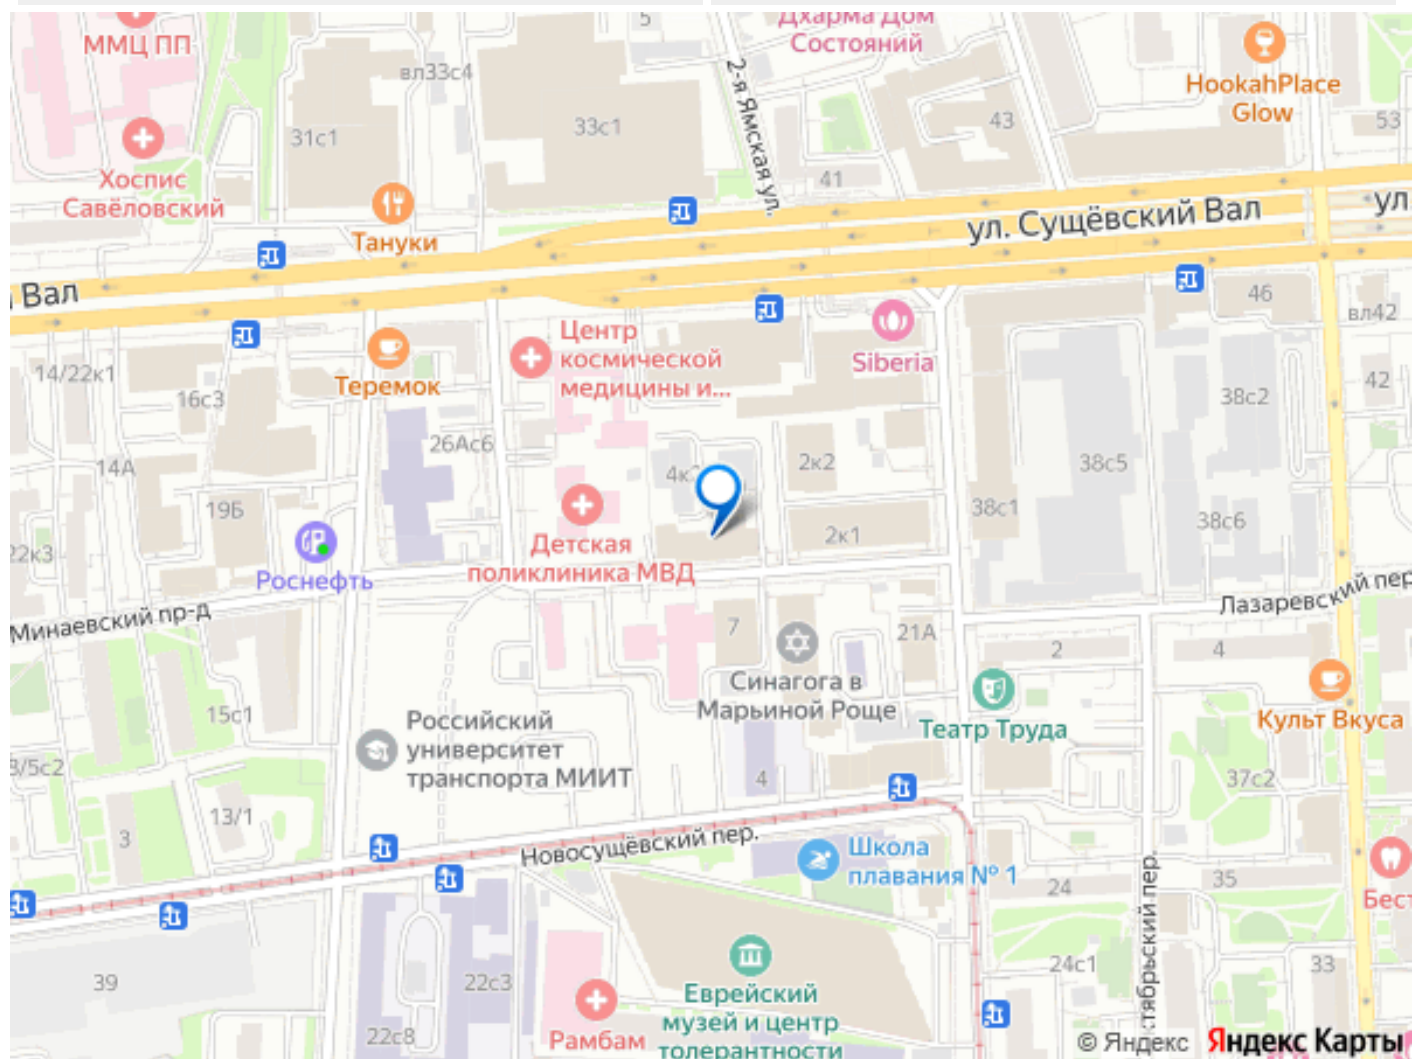 ММЦ ПП
5
Дхарма Дом
Состояний
HookahPlace
Glow
вл33с4
31с1
33с1
2-я Ямская ул.
43
53
41
Хоспис
Савёловский
Тануки
ул. Сущёвский Вал
ул.
Вал
46
вл42
Центр
космической
медицины и...
Siberia
Теремок
14/22к1
16с3
42
38с2
26Ас6
14А
2к2
38с5
19Б
38с1
38с6
2к1
22к3
Роснефть
Детская
поликлиника МВД
Минаевский пр-д
Лазаревский пер
7
21А
2
4
Синагога в
Марьиной Роще
Театр Труда
Культ Вкуса
15с1
Российский
университет
транспорта МИИТ
3/5с2
4
37с2
13/1
3
Новосущёвский пер.
Школа
плавания № 1
24
35
Бест
тябрьский пер.
39
22с3
24с1
33
22с8
Рамбам
Еврейский
музей и центр
толерантности
© Яндекс Яндекс Карты